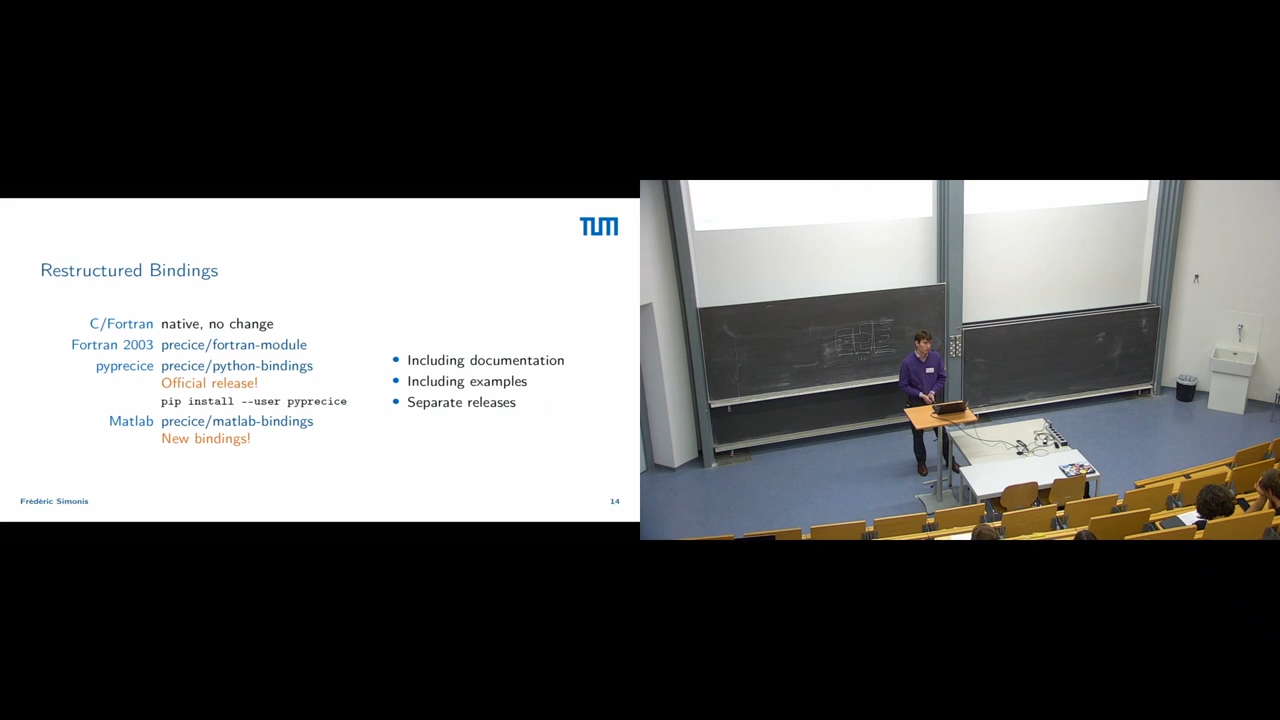 TUM
Restructured Bindings
C/Fortran native, no change
Fortran 2003 precice/fortran-module
pyprecice precice/python-bindings
Official release!
pip install --user pyprecice
Matlab precice/matlab-bindings
New bindings!
• Including documentation
• Including examples
• Separate releases
Frédéric Simonis
14